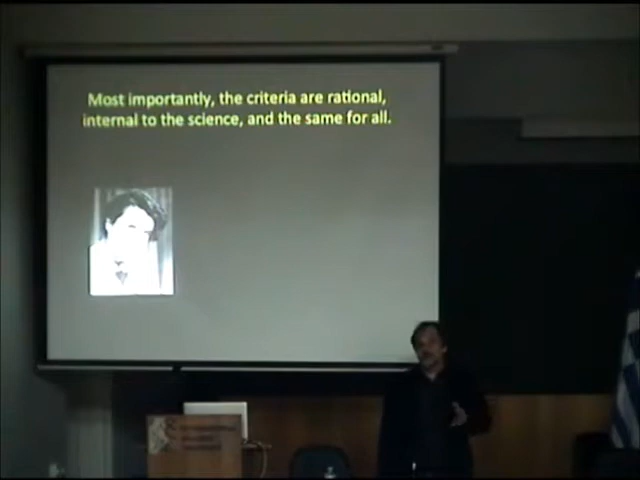 Most importantly, the criteria are rational,
internal to the science, and the same for all.